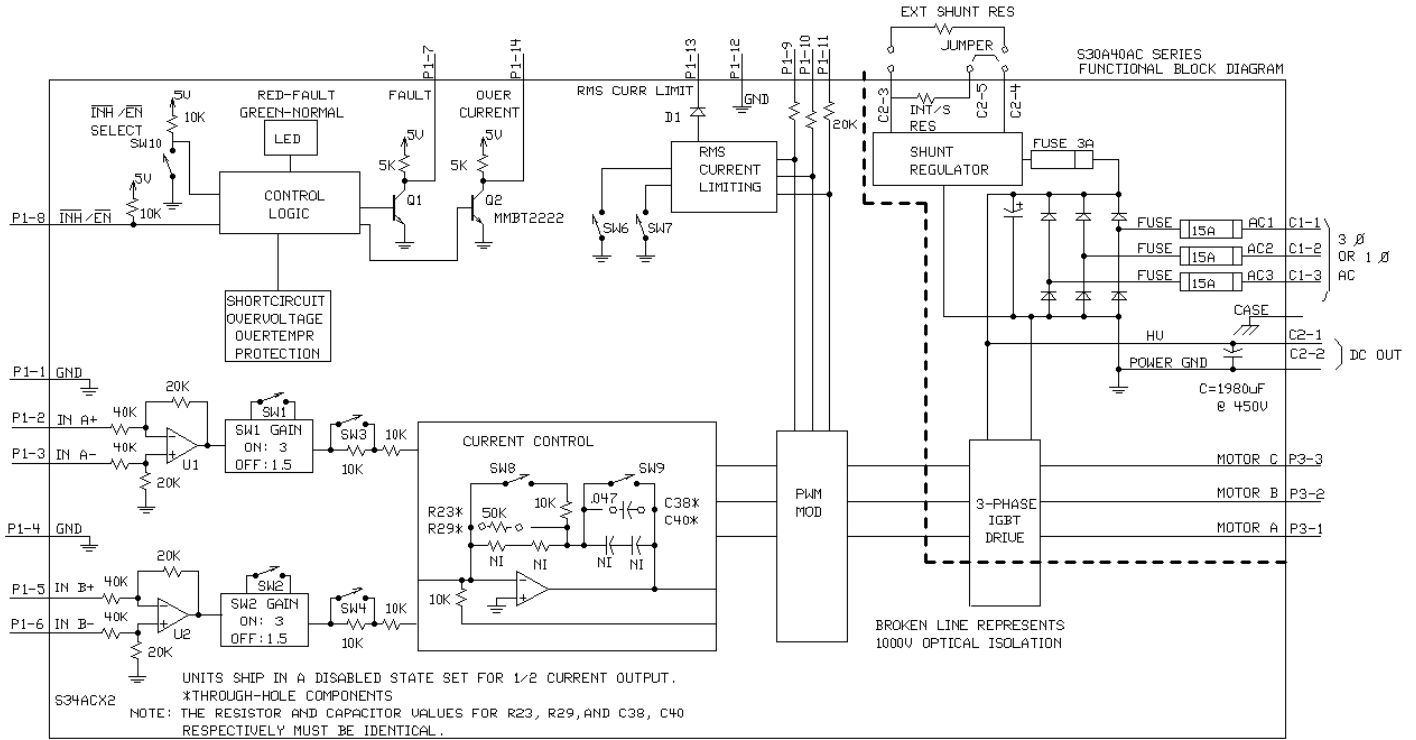 EXT SHUNT RES
JUMPER
S30A40AC SERIES
FUNCTIONAL BLOCK DIAGRAM
P1-7
P1-14
P1-13
P1-12
P1-9
P1-10
P1-11
C2-3
C2-5
C2-4
INH/EN
SELECT
5V
10K
SW10
RED-FAULT
GREEN-NORMAL
LED
FAULT
OVER
CURRENT
5V
5K
5V
5K
RMS CURR LIMIT
GND
D1
20K
INT/S
RES
SHUNT
REGULATOR
FUSE 3A
RMS
CURRENT
LIMITING
5V
10K
P1-8 INH/EN
CONTROL
LOGIC
Q1
Q2
MMBT2222
SW6
SW7
+
FUSE 15A AC1 C1-1
FUSE 15A AC2 C1-2
FUSE 15A AC3 C1-3
3 Ø
OR 1 Ø
AC
SHORTCIRCUIT
OVERVOLTAGE
OVERTEMPR
PROTECTION
CASE
HV C2-1
C2-2
DC OUT
POWER GND
C=1980uF
@ 450V
P1-1 GND
20K
P1-2 IN A+ 40K
P1-3 IN A- 40K
-
+
U1
20K
SW1
SW1 GAIN
ON: 3
OFF:1.5
SW3
10K
10K
CURRENT CONTROL
SW8
SW9
10K
.047
R23*
R29*
50K
C38*
C40*
NI
NI
NI
NI
10K
-
+
PWM
MOD
3-PHASE
IGBT
DRIVE
MOTOR C P3-3
MOTOR B P3-2
MOTOR A P3-1
P1-4 GND
20K
P1-5 IN B+ 40K
P1-6 IN B- 40K
-
+
U2
20K
SW2
SW2 GAIN
ON: 3
OFF:1.5
SW4
10K
10K
BROKEN LINE REPRESENTS
1000V OPTICAL ISOLATION
UNITS SHIP IN A DISABLED STATE SET FOR 1/2 CURRENT OUTPUT.
*THROUGH-HOLE COMPONENTS
S34ACX2
NOTE: THE RESISTOR AND CAPACITOR VALUES FOR R23, R29, AND C38, C40
RESPECTIVELY MUST BE IDENTICAL.